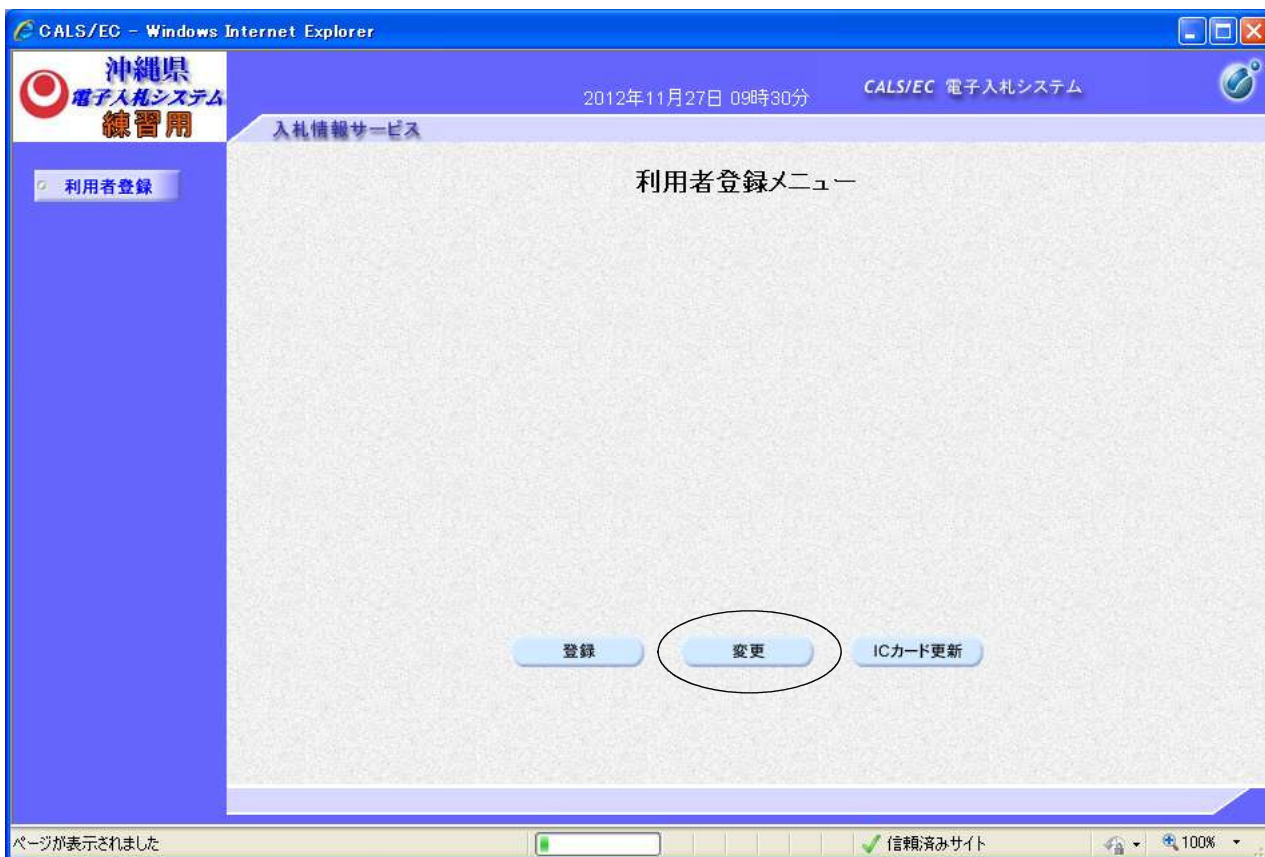 CALS/EC - Windows Internet Explorer
沖縄県
電子入札システム
練習用
2012年11月27日 09時30分
CALS/EC 電子入札システム
入札情報サービス
利用者登録
利用者登録メニュー
登録
変更
ICカード更新
ページが表示されました
信頼済みサイト
100%